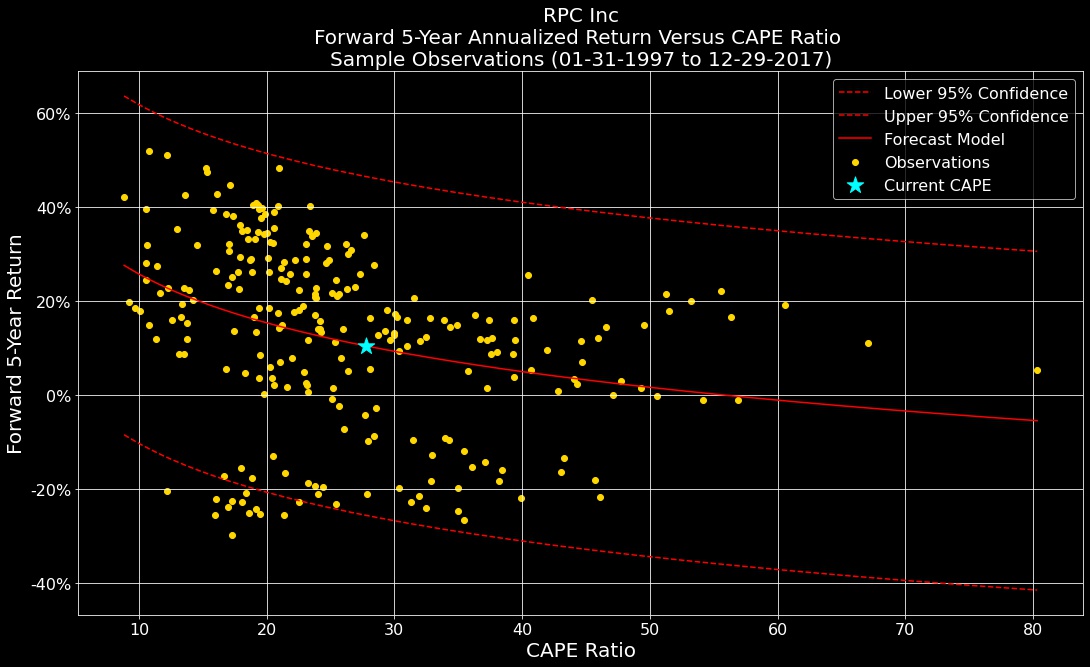 RPC Inc
Forward 5-Year Annualized Return Versus CAPE Ratio
Sample Observations (01-31-1997 to 12-29-2017)
Lower 95% Confidence
Upper 95% Confidence
Forecast Model
Observations
Current CAPE
Forward 5-Year Return
60%
40%
20%
0%
-20%
-40%
10 20 30 40 50 60 70 80
CAPE Ratio